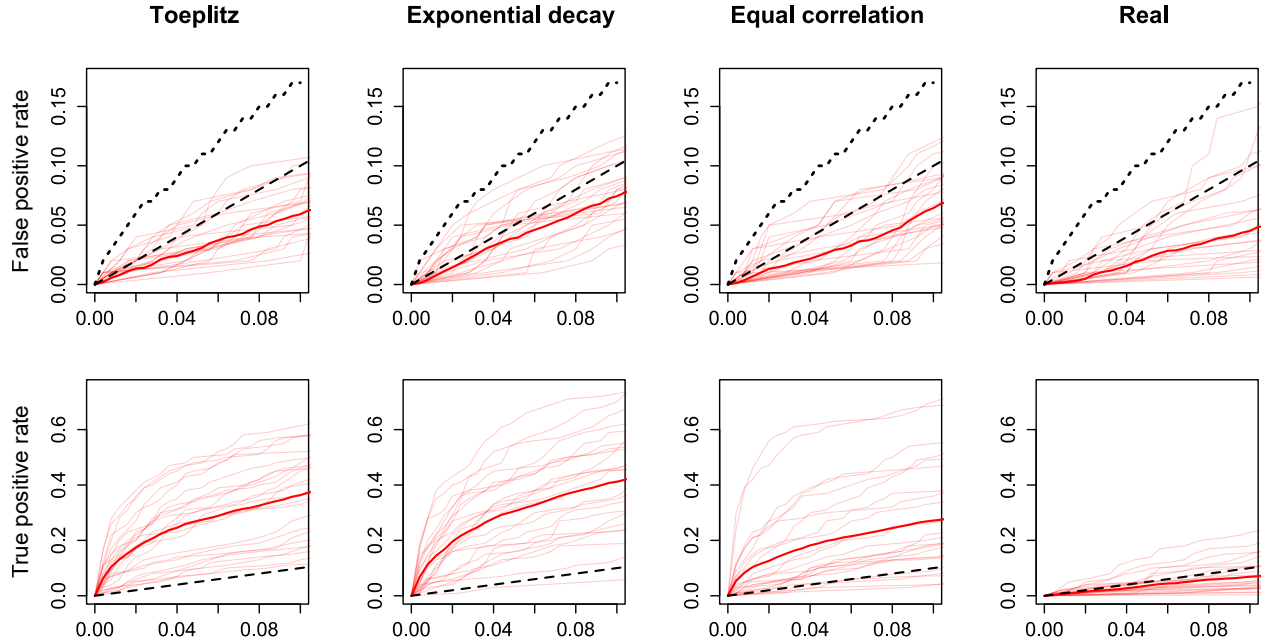 Toeplitz Exponential decay Equal correlation Real
False positive rate
0.00 0.05 0.10 0.15
0.00 0.04 0.08
0.00 0.05 0.10 0.15
0.00 0.04 0.08
0.00 0.05 0.10 0.15
0.00 0.04 0.08
0.00 0.05 0.10 0.15
0.00 0.04 0.08
True positive rate
0.0 0.2 0.4 0.6
0.00 0.04 0.08
0.0 0.2 0.4 0.6
0.00 0.04 0.08
0.0 0.2 0.4 0.6
0.00 0.04 0.08
0.0 0.2 0.4 0.6
0.00 0.04 0.08